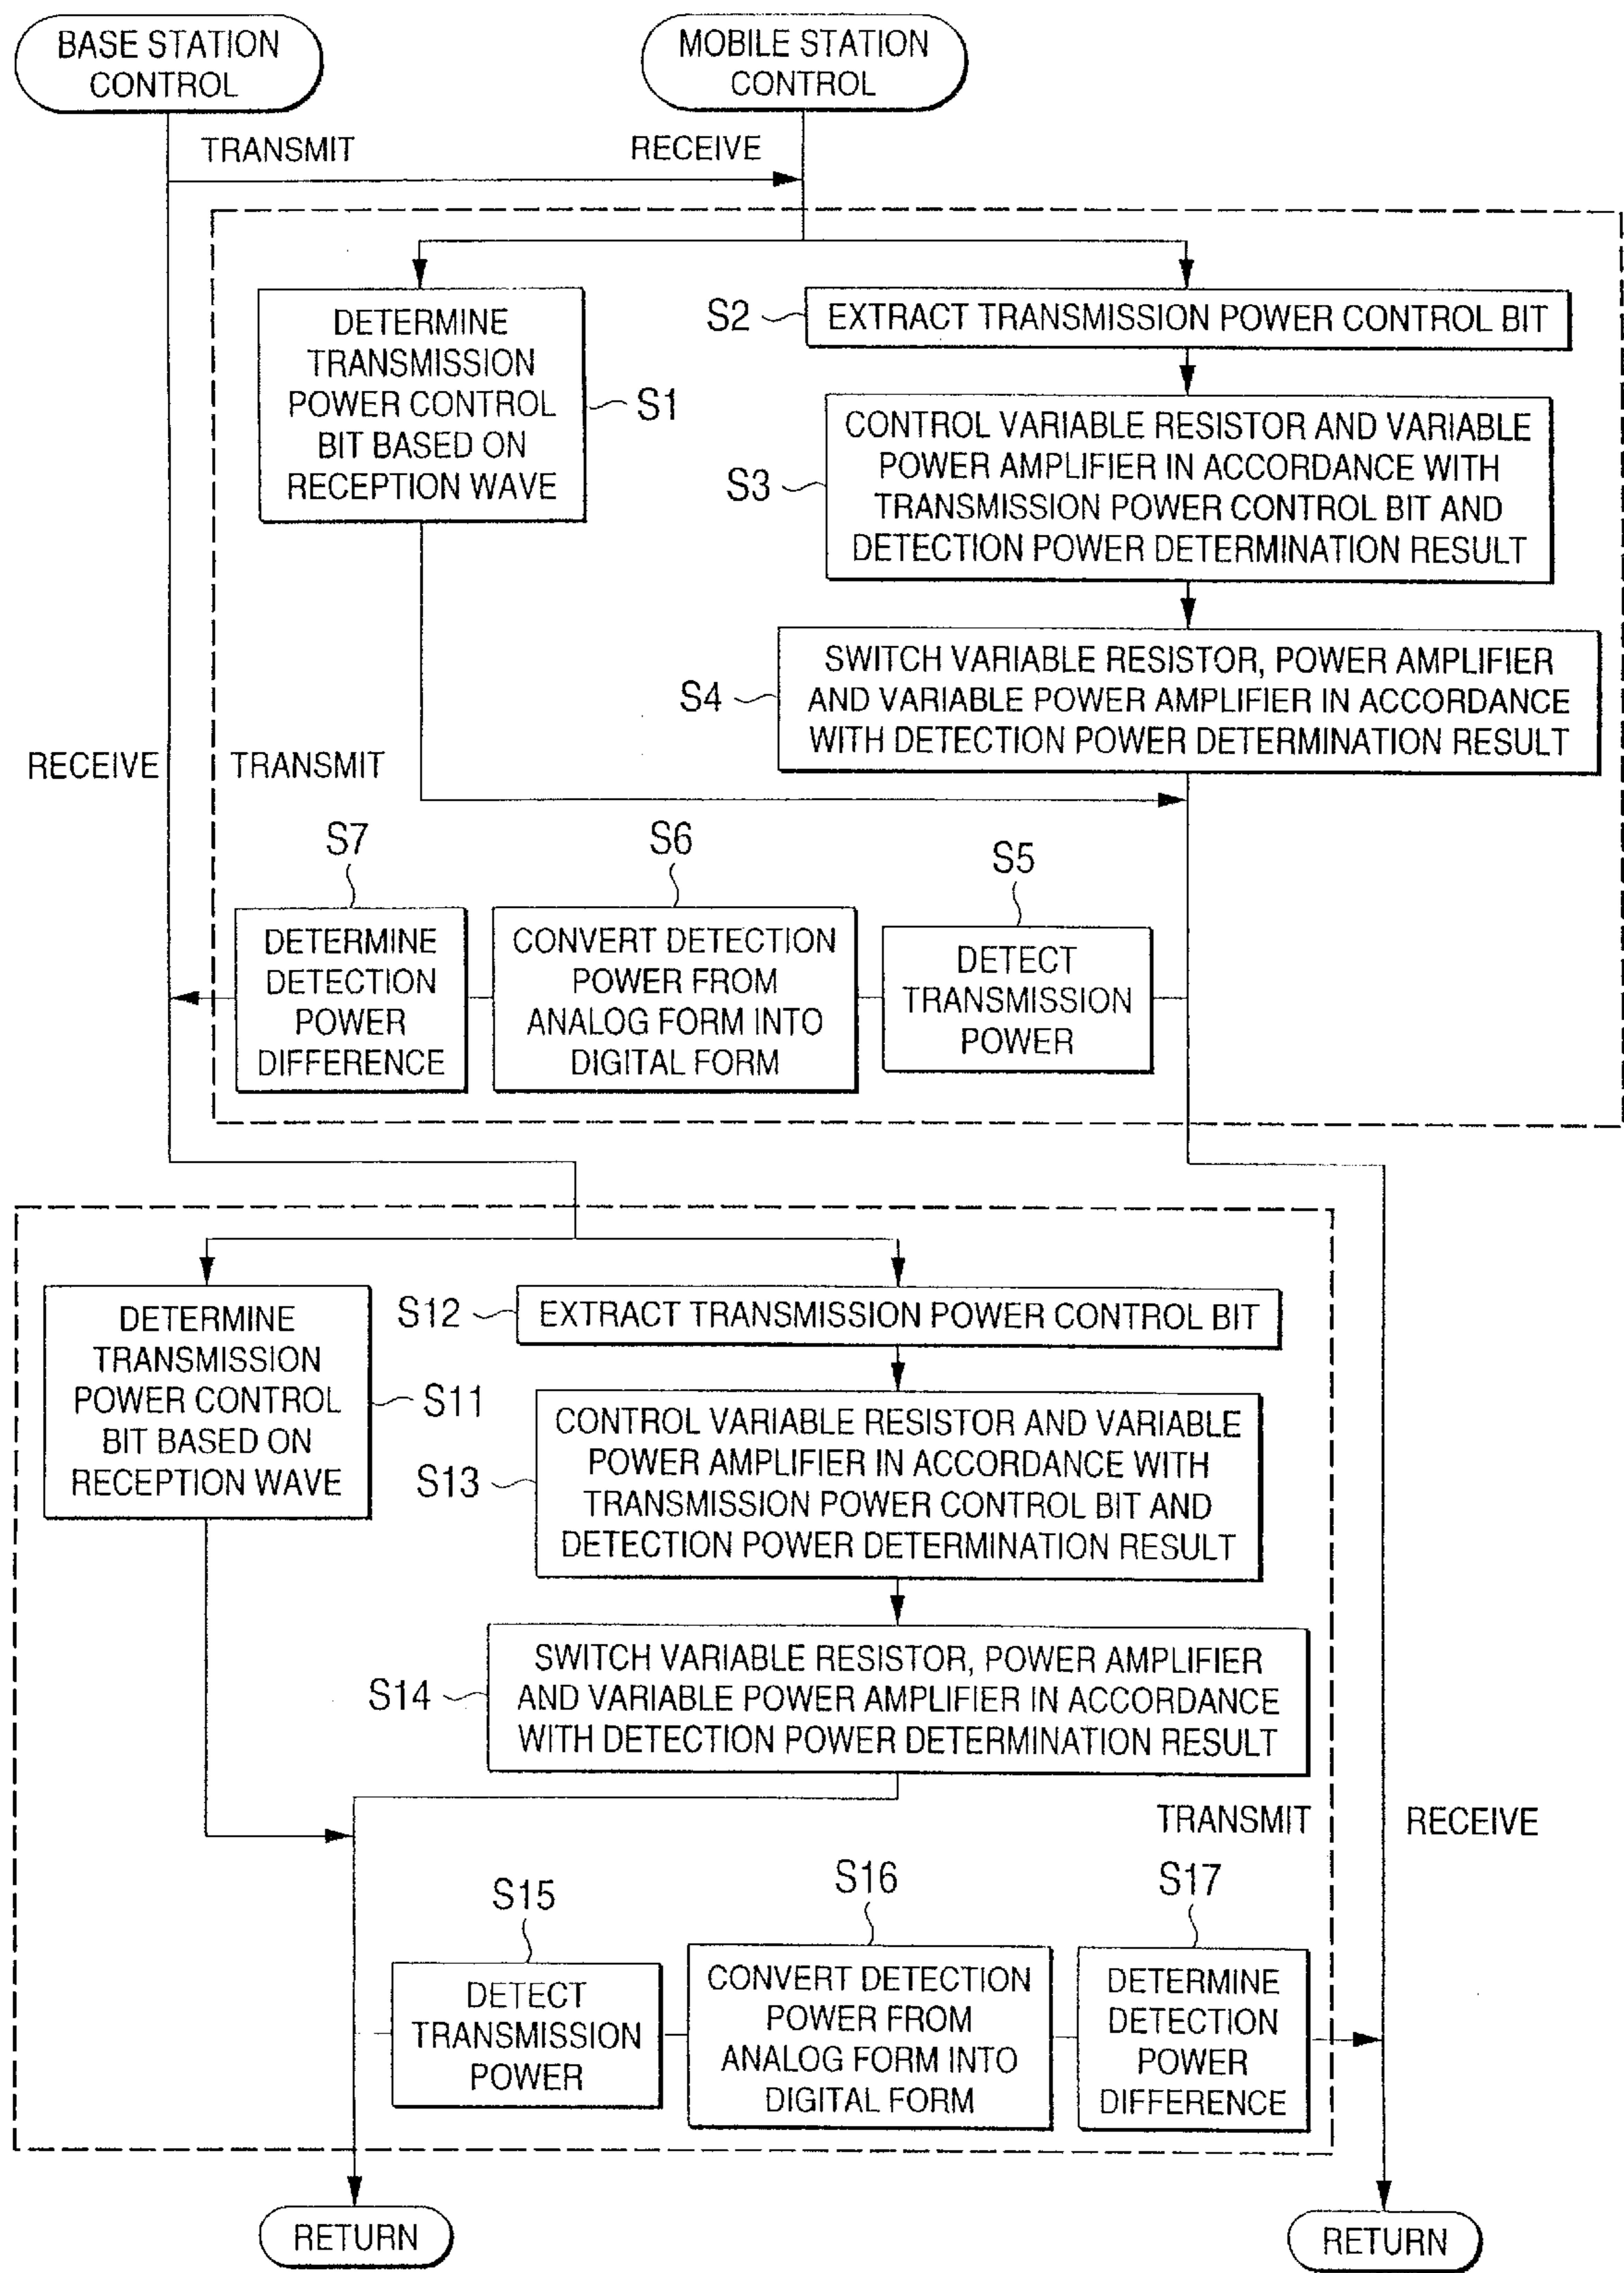 BASE STATION
CONTROL
MOBILE STATION
CONTROL
TRANSMIT
RECEIVE
DETERMINE
TRANSMISSION
POWER CONTROL
BIT BASED ON
RECEPTION WAVE
S1
S2
EXTRACT TRANSMISSION POWER CONTROL BIT
S3
CONTROL VARIABLE RESISTOR AND VARIABLE
POWER AMPLIFIER IN ACCORDANCE WITH
TRANSMISSION POWER CONTROL BIT AND
DETECTION POWER DETERMINATION RESULT
S4
SWITCH VARIABLE RESISTOR, POWER AMPLIFIER
AND VARIABLE POWER AMPLIFIER IN ACCORDANCE
WITH DETECTION POWER DETERMINATION RESULT
RECEIVE
TRANSMIT
S7
DETERMINE
DETECTION
POWER
DIFFERENCE
S6
CONVERT DETECTION
POWER FROM
ANALOG FORM INTO
DIGITAL FORM
S5
DETECT
TRANSMISSION
POWER
DETERMINE
TRANSMISSION
POWER CONTROL
BIT BASED ON
RECEPTION WAVE
S11
S12
EXTRACT TRANSMISSION POWER CONTROL BIT
S13
CONTROL VARIABLE RESISTOR AND VARIABLE
POWER AMPLIFIER IN ACCORDANCE WITH
TRANSMISSION POWER CONTROL BIT AND
DETECTION POWER DETERMINATION RESULT
S14
SWITCH VARIABLE RESISTOR, POWER AMPLIFIER
AND VARIABLE POWER AMPLIFIER IN ACCORDANCE
WITH DETECTION POWER DETERMINATION RESULT
TRANSMIT
RECEIVE
S15
DETECT
TRANSMISSION
POWER
S16
CONVERT DETECTION
POWER FROM
ANALOG FORM INTO
DIGITAL FORM
S17
DETERMINE
DETECTION
POWER
DIFFERENCE
RETURN
RETURN